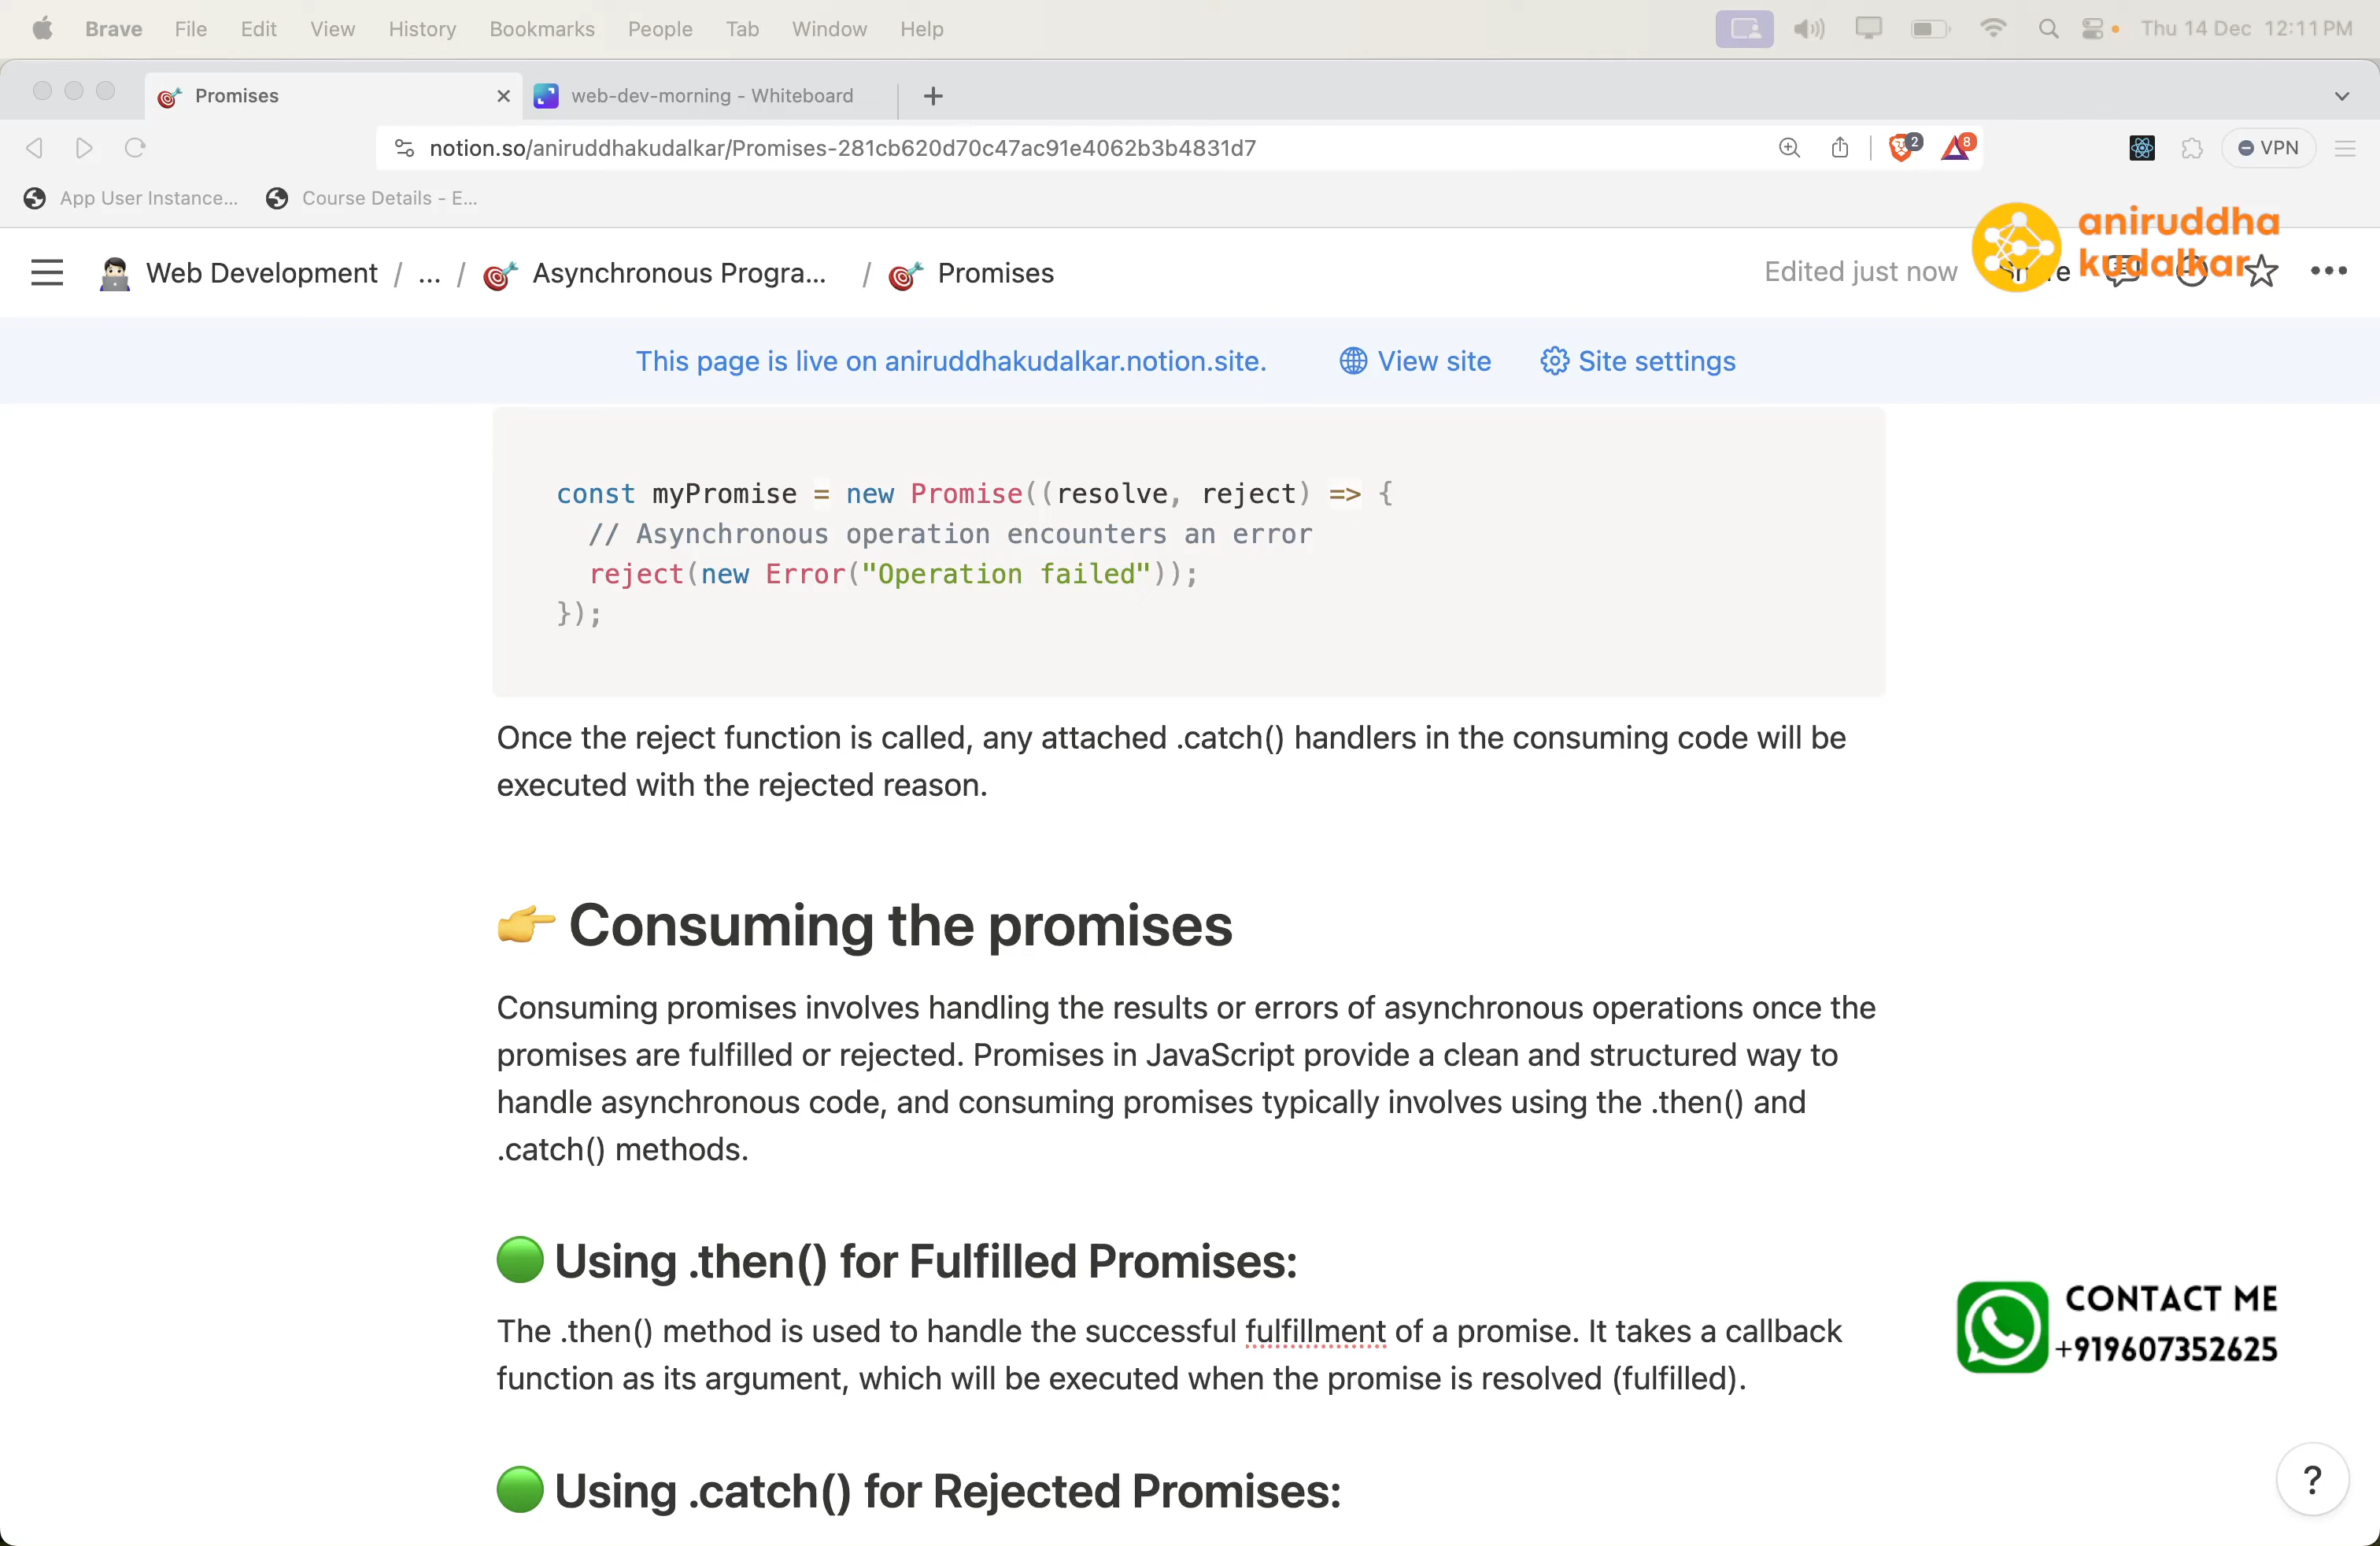 Brave File Edit View History Bookmarks People Tab Window Help Thu 14 Dec 12:11 PM
Promises web-dev-morning - Whiteboard
notion.so/aniruddhakudalkar/Promises-281cb620d70c47ac91e4062b3b4831d7 2 8 VPN
App User Instance... Course Details - E...
aniruddha
kudalkar
Web Development / ... / Asynchronous Progra... / Promises Edited just now
This page is live on aniruddhakudalkar.notion.site. View site Site settings
const myPromise = new Promise((resolve, reject) => {
// Asynchronous operation encounters an error
reject(new Error("Operation failed"));
});
Once the reject function is called, any attached .catch() handlers in the consuming code will be
executed with the rejected reason.
Consuming the promises
Consuming promises involves handling the results or errors of asynchronous operations once the
promises are fulfilled or rejected. Promises in JavaScript provide a clean and structured way to
handle asynchronous code, and consuming promises typically involves using the .then() and
.catch() methods.
Using .then() for Fulfilled Promises:
The .then() method is used to handle the successful fulfillment of a promise. It takes a callback
function as its argument, which will be executed when the promise is resolved (fulfilled).
CONTACT ME
+919607352625
Using .catch() for Rejected Promises:
?